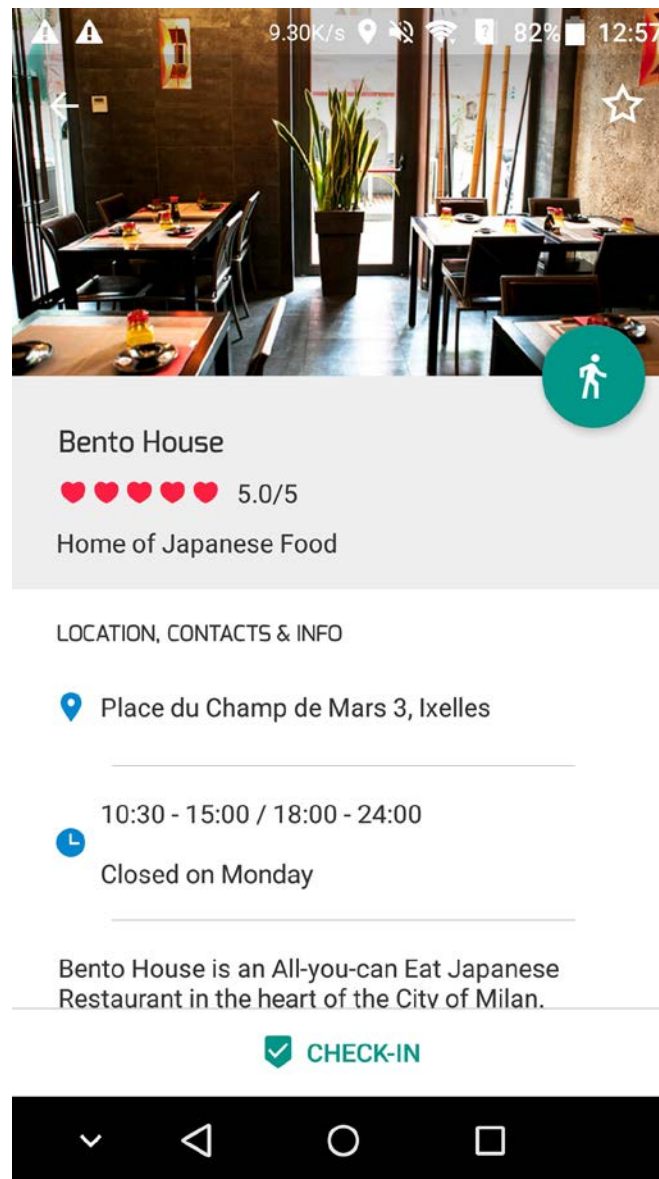 9.30K/s 82% 12:57
Bento House
5.0/5
Home of Japanese Food
LOCATION, CONTACTS & INFO
Place du Champ de Mars 3, Ixelles
10:30 - 15:00 / 18:00 - 24:00
Closed on Monday
Bento House is an All-you-can Eat Japanese
Restaurant in the heart of the City of Milan.
CHECK-IN